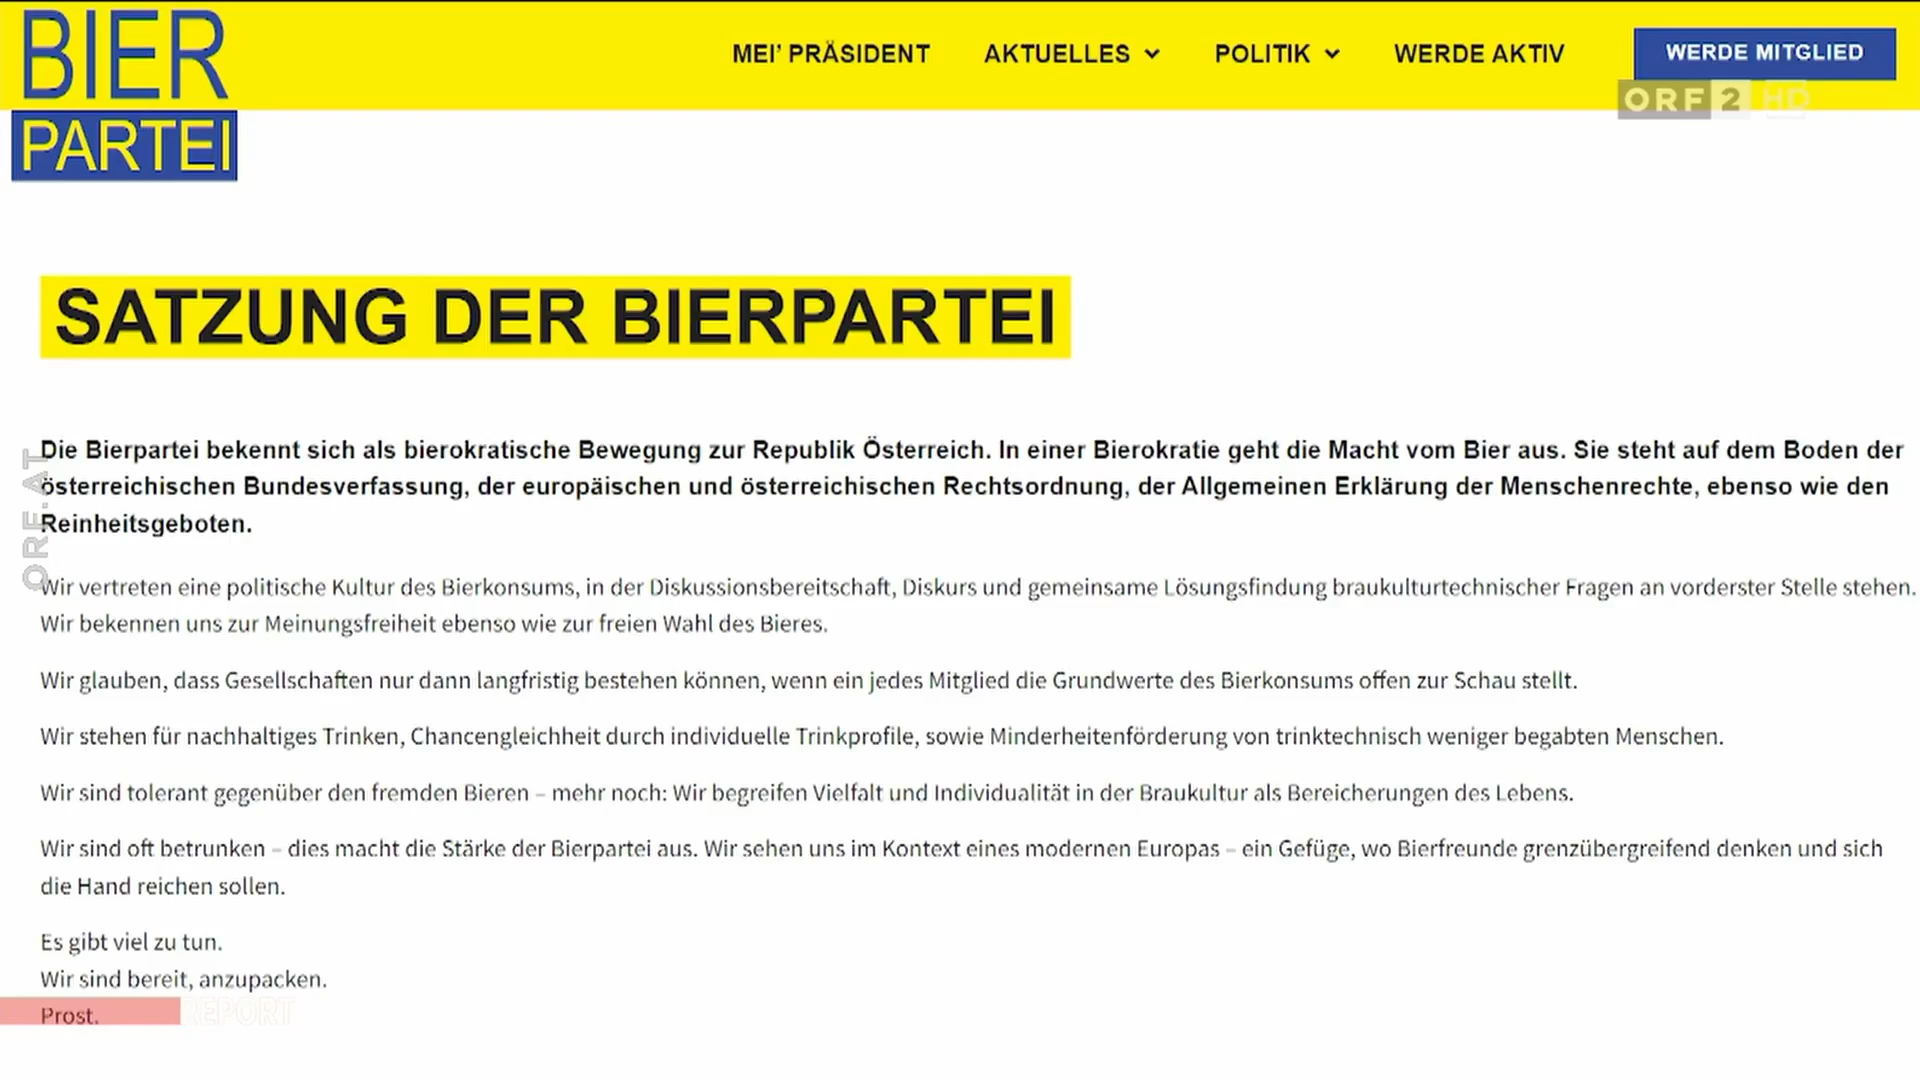 BIER
PARTEI
MEI' PRÄSIDENT
AKTUELLES
POLITIK
WERDE AKTIV
WERDE MITGLIED
ORF 2 HD
SATZUNG DER BIERPARTEI
Die Bierpartei bekennt sich als bierokratische Bewegung zur Republik Österreich. In einer Bierokratie geht die Macht vom Bier aus. Sie steht auf dem Boden der
österreichischen Bundesverfassung, der europäischen und österreichischen Rechtsordnung, der Allgemeinen Erklärung der Menschenrechte, ebenso wie den
Reinheitsgeboten.
ORF.AT
Wir vertreten eine politische Kultur des Bierkonsums, in der Diskussionsbereitschaft, Diskurs und gemeinsame Lösungsfindung braukulturtechnischer Fragen an vorderster Stelle stehen.
Wir bekennen uns zur Meinungsfreiheit ebenso wie zur freien Wahl des Bieres.
Wir glauben, dass Gesellschaften nur dann langfristig bestehen können, wenn ein jedes Mitglied die Grundwerte des Bierkonsums offen zur Schau stellt.
Wir stehen für nachhaltiges Trinken, Chancengleichheit durch individuelle Trinkprofile, sowie Minderheitenförderung von trinktechnisch weniger begabten Menschen.
Wir sind tolerant gegenüber den fremden Bieren – mehr noch: Wir begreifen Vielfalt und Individualität in der Braukultur als Bereicherungen des Lebens.
Wir sind oft betrunken – dies macht die Stärke der Bierpartei aus. Wir sehen uns im Kontext eines modernen Europas – ein Gefüge, wo Bierfreunde grenzübergreifend denken und sich
die Hand reichen sollen.
Es gibt viel zu tun.
Wir sind bereit, anzupacken.
Prost.
REPORT